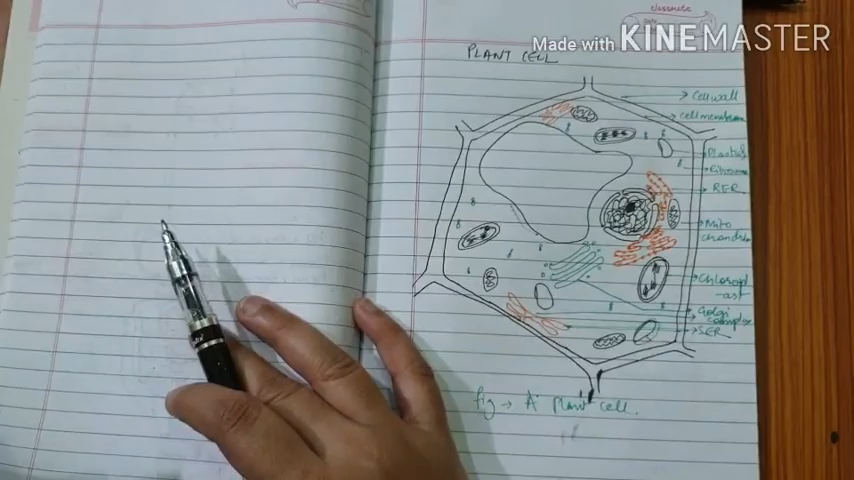 classmate
Made with KINEMASTER
PLANT CELL
Cell wall
Cell membrane
Plastid
Ribosome
RER
Mito
chondria
Chloropl
-ast
Golgi
complex
SER
fig → A Plant cell.